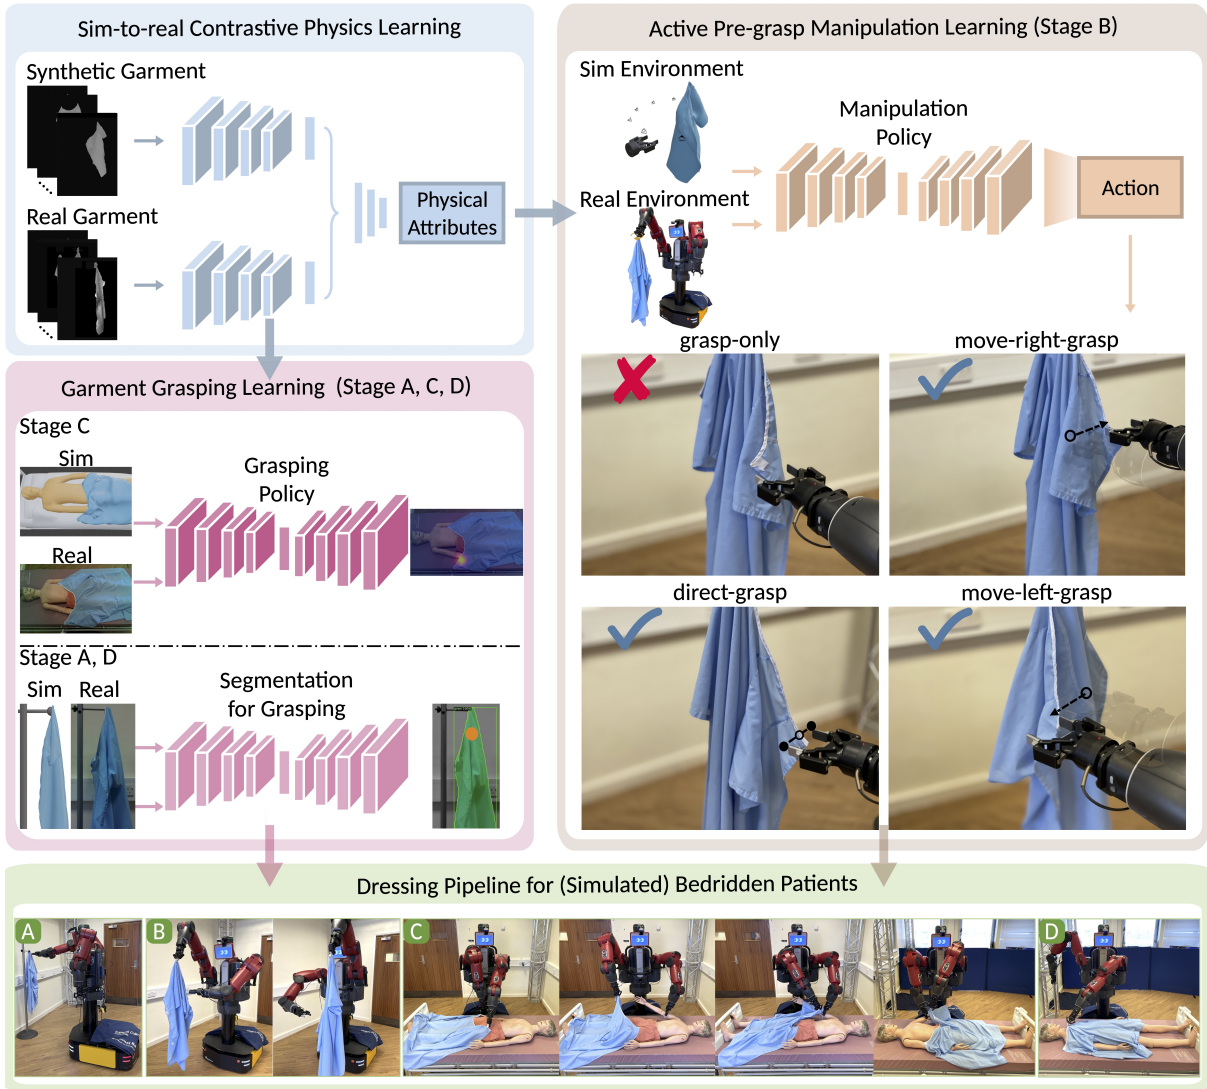 Sim-to-real Contrastive Physics Learning
Synthetic Garment
Real Garment
Physical
Attributes
Active Pre-grasp Manipulation Learning (Stage B)
Sim Environment
Manipulation
Policy
Real Environment
Action
grasp-only
move-right-grasp
direct-grasp
move-left-grasp
Garment Grasping Learning (Stage A, C, D)
Stage C
Sim
Grasping
Policy
Real
Stage A, D
Sim Real
Segmentation
for Grasping
Dressing Pipeline for (Simulated) Bedridden Patients
A
B
C
D